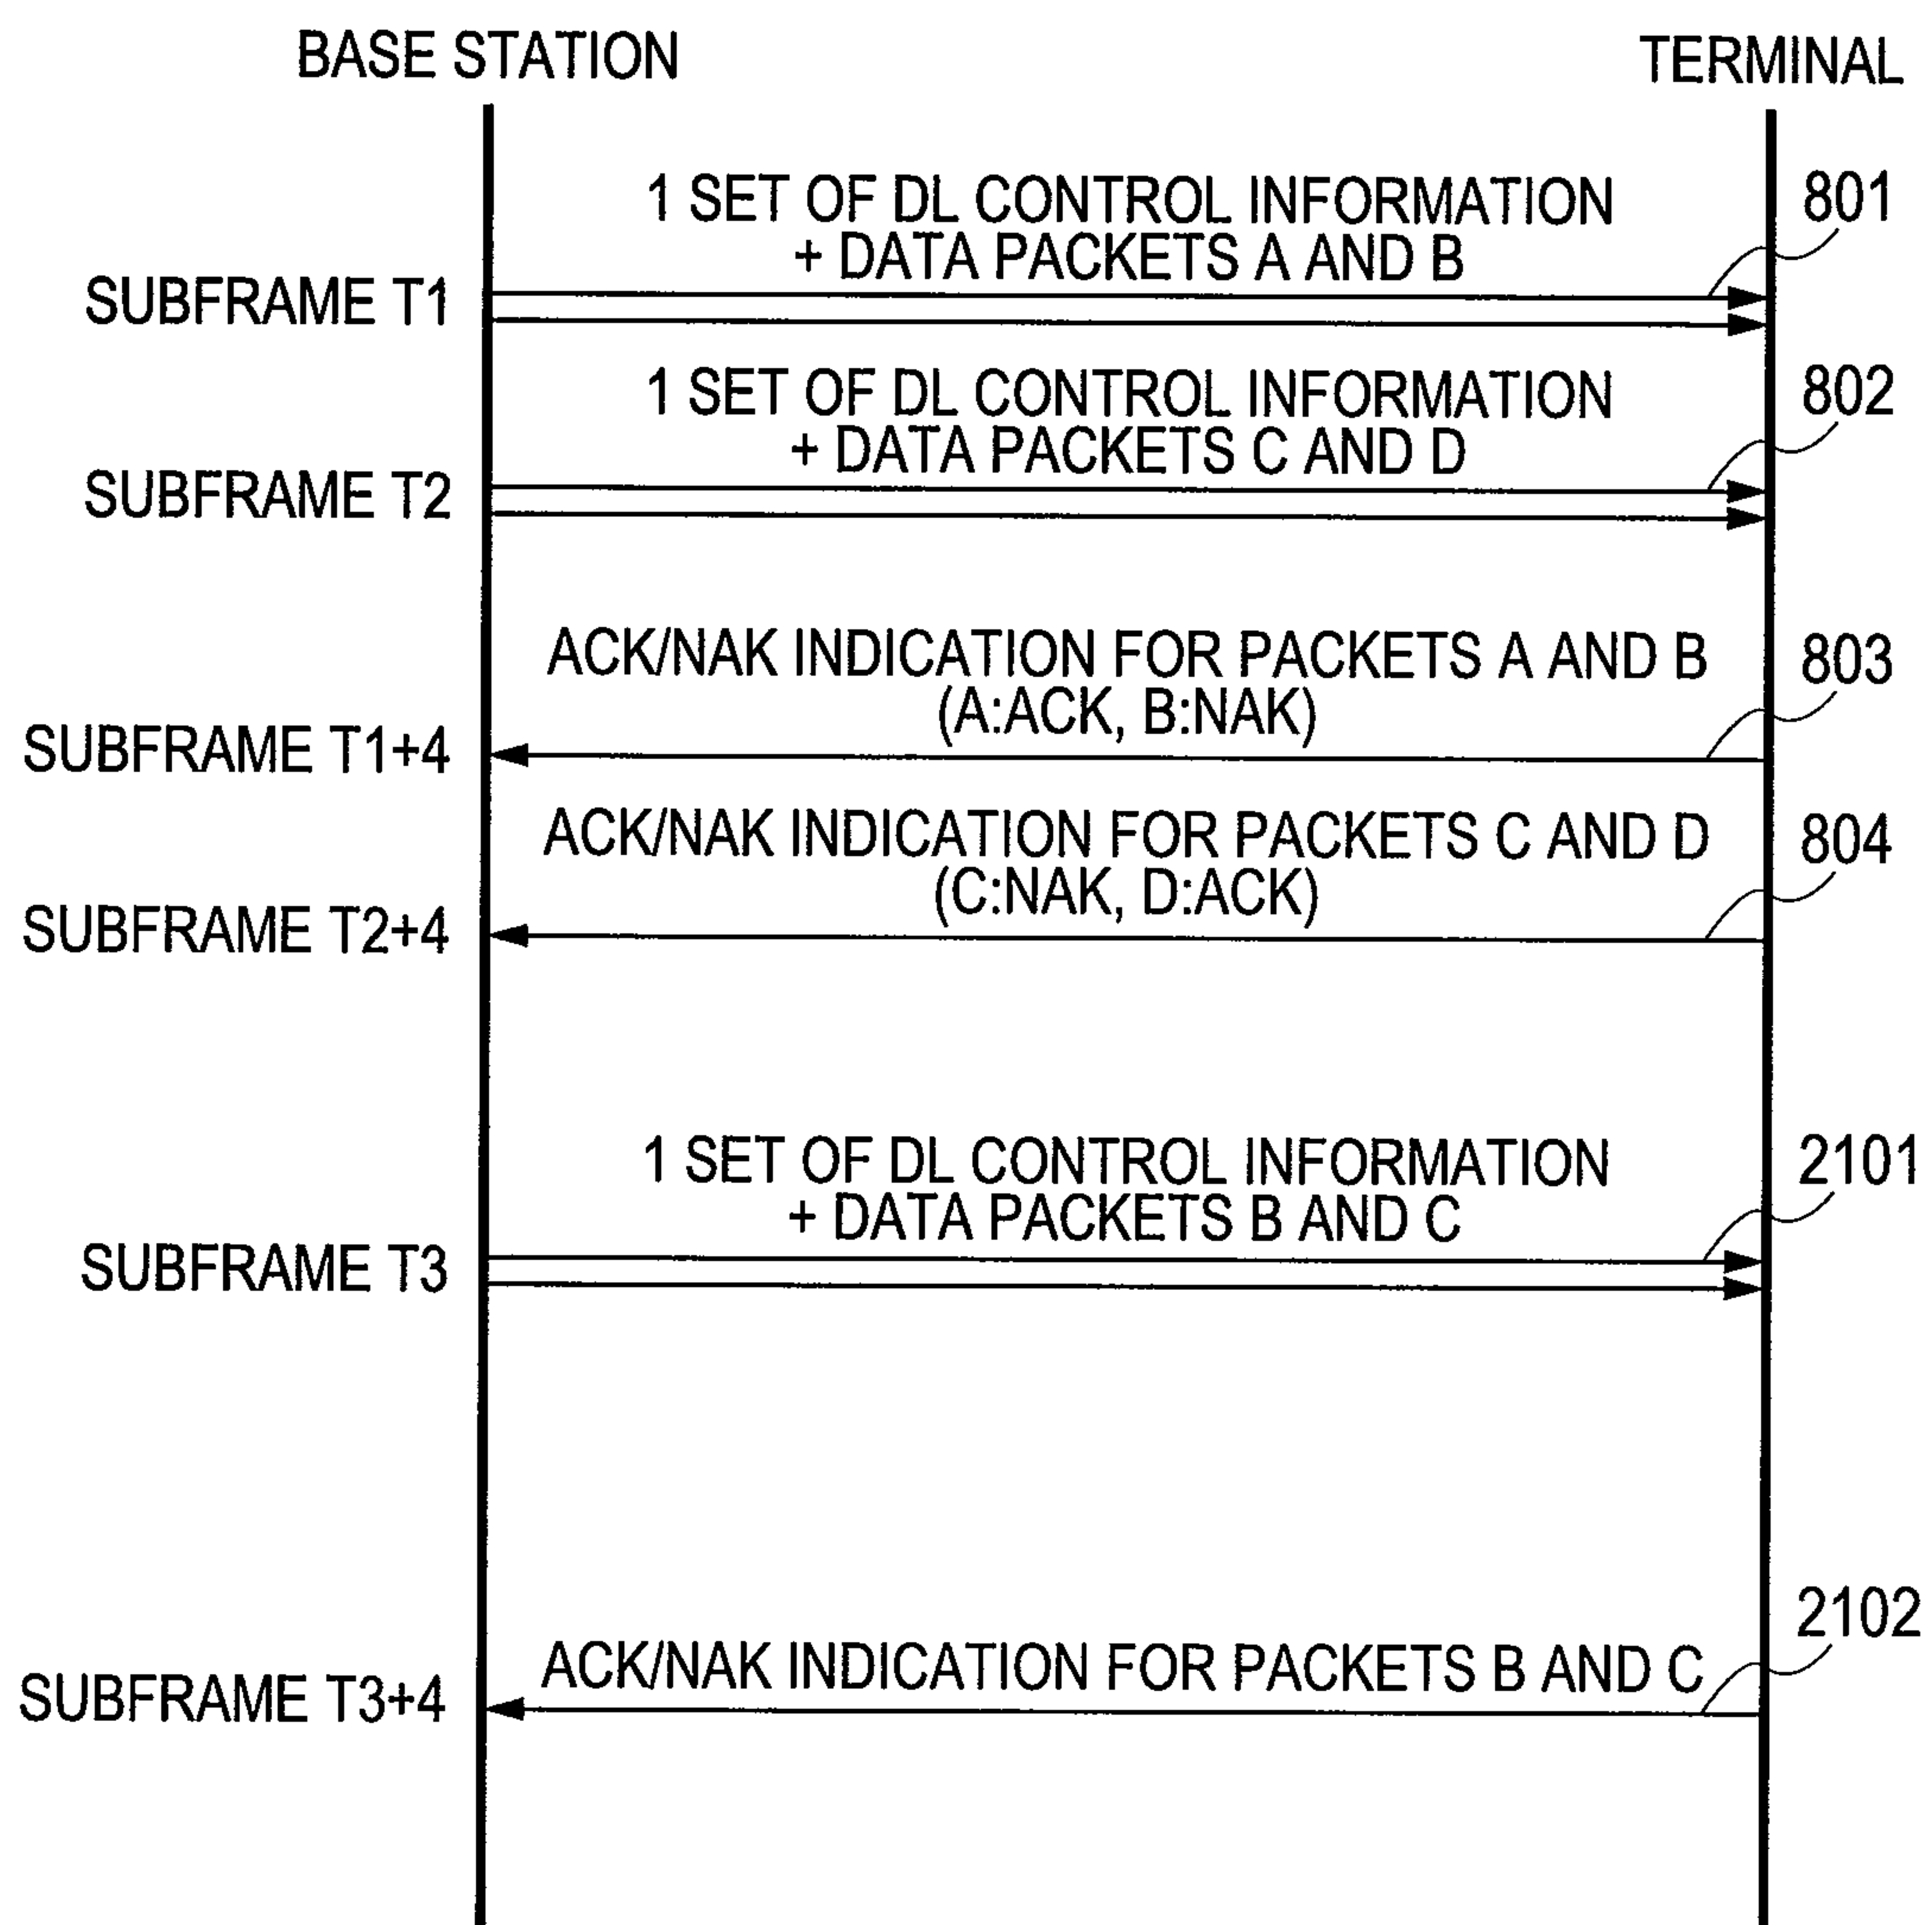 BASE STATION
TERMINAL
1 SET OF DL CONTROL INFORMATION
+ DATA PACKETS A AND B
801
SUBFRAME T1
1 SET OF DL CONTROL INFORMATION
+ DATA PACKETS C AND D
802
SUBFRAME T2
ACK/NAK INDICATION FOR PACKETS A AND B
(A:ACK, B:NAK)
803
SUBFRAME T1+4
ACK/NAK INDICATION FOR PACKETS C AND D
(C:NAK, D:ACK)
804
SUBFRAME T2+4
1 SET OF DL CONTROL INFORMATION
+ DATA PACKETS B AND C
2101
SUBFRAME T3
ACK/NAK INDICATION FOR PACKETS B AND C
2102
SUBFRAME T3+4